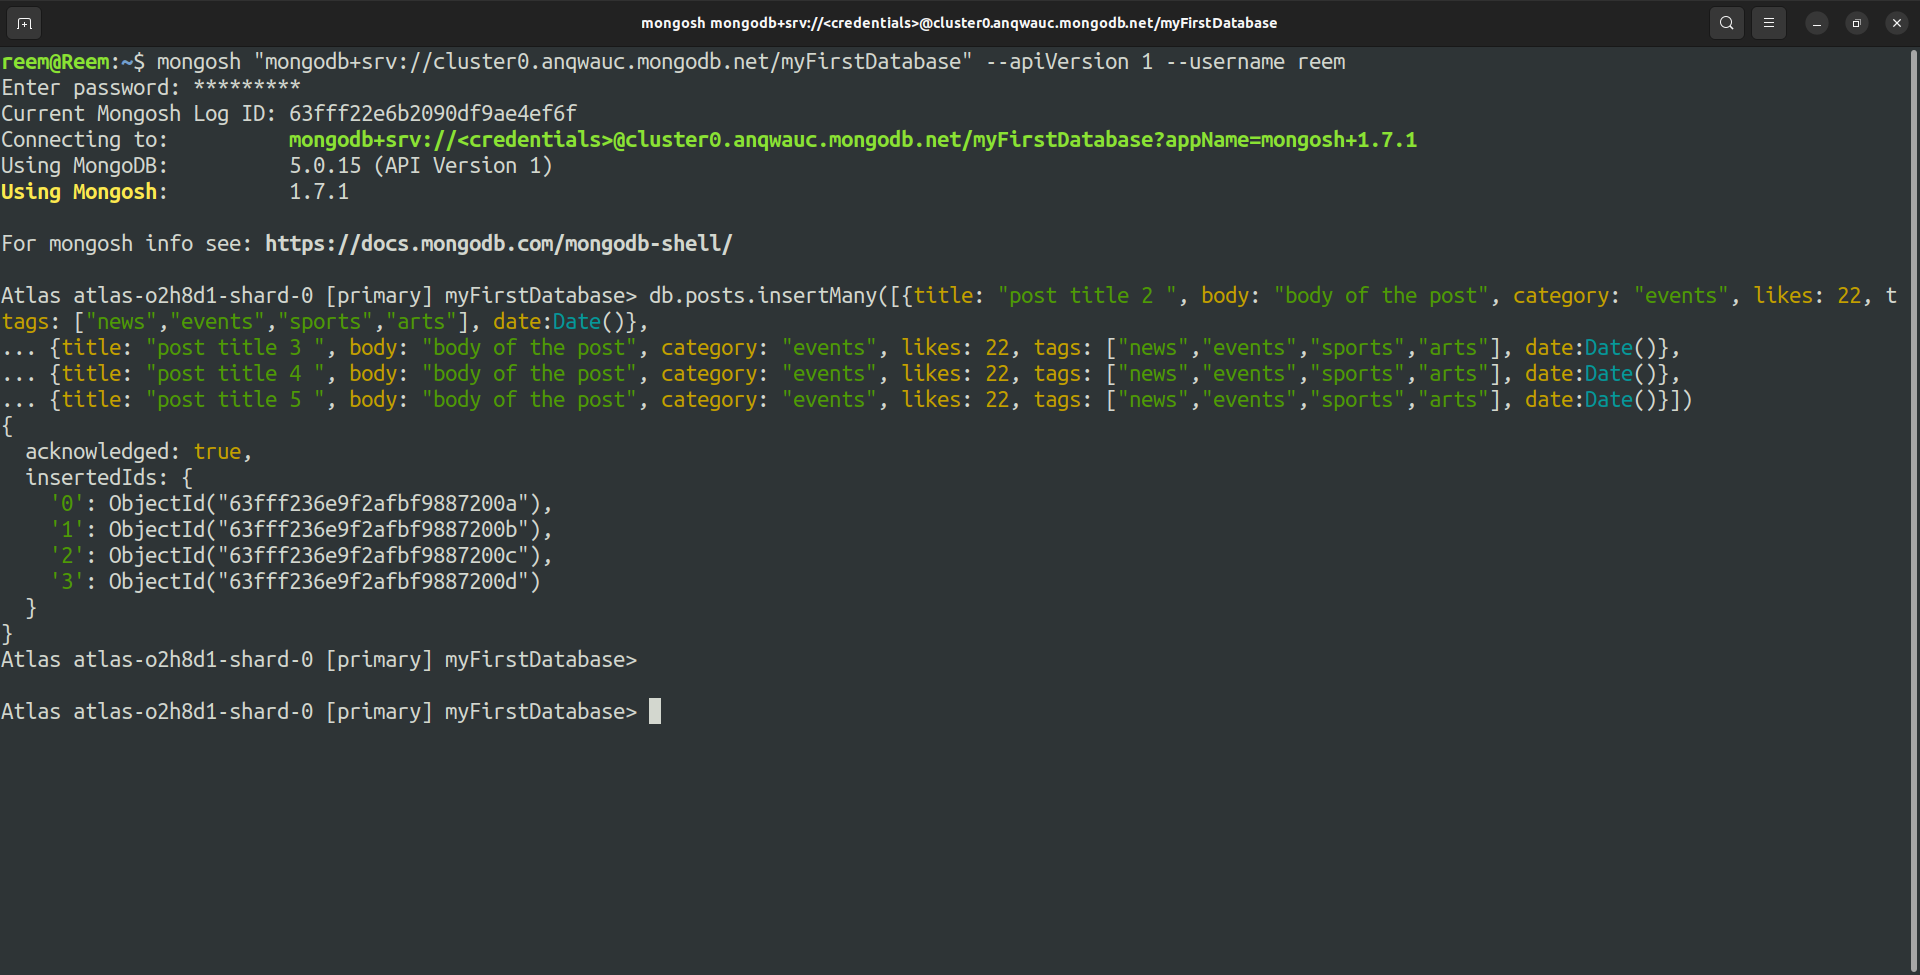 mongosh mongodb+srv://<credentials>@cluster0.anqwauc.mongodb.net/myFirstDatabase
reem@Reem:~$ mongosh "mongodb+srv://cluster0.anqwauc.mongodb.net/myFirstDatabase" --apiVersion 1 --username reem
Enter password: *********
Current Mongosh Log ID: 63fff22e6b2090df9ae4ef6f
Connecting to:          mongodb+srv://<credentials>@cluster0.anqwauc.mongodb.net/myFirstDatabase?appName=mongosh+1.7.1
Using MongoDB:          5.0.15 (API Version 1)
Using Mongosh:          1.7.1
For mongosh info see: https://docs.mongodb.com/mongodb-shell/
Atlas atlas-o2h8d1-shard-0 [primary] myFirstDatabase> db.posts.insertMany([{title: "post title 2 ", body: "body of the post", category: "events", likes: 22, t
tags: ["news","events","sports","arts"], date:Date()},
... {title: "post title 3 ", body: "body of the post", category: "events", likes: 22, tags: ["news","events","sports","arts"], date:Date()},
... {title: "post title 4 ", body: "body of the post", category: "events", likes: 22, tags: ["news","events","sports","arts"], date:Date()},
... {title: "post title 5 ", body: "body of the post", category: "events", likes: 22, tags: ["news","events","sports","arts"], date:Date()}])
{
  acknowledged: true,
  insertedIds: {
    '0': ObjectId("63fff236e9f2afbf9887200a"),
    '1': ObjectId("63fff236e9f2afbf9887200b"),
    '2': ObjectId("63fff236e9f2afbf9887200c"),
    '3': ObjectId("63fff236e9f2afbf9887200d")
  }
}
Atlas atlas-o2h8d1-shard-0 [primary] myFirstDatabase>
Atlas atlas-o2h8d1-shard-0 [primary] myFirstDatabase>